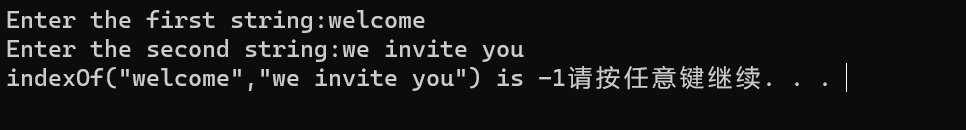 Enter the first string:welcome
Enter the second string:we invite you
indexOf("welcome","we invite you") is -1请按任意键继续. . .